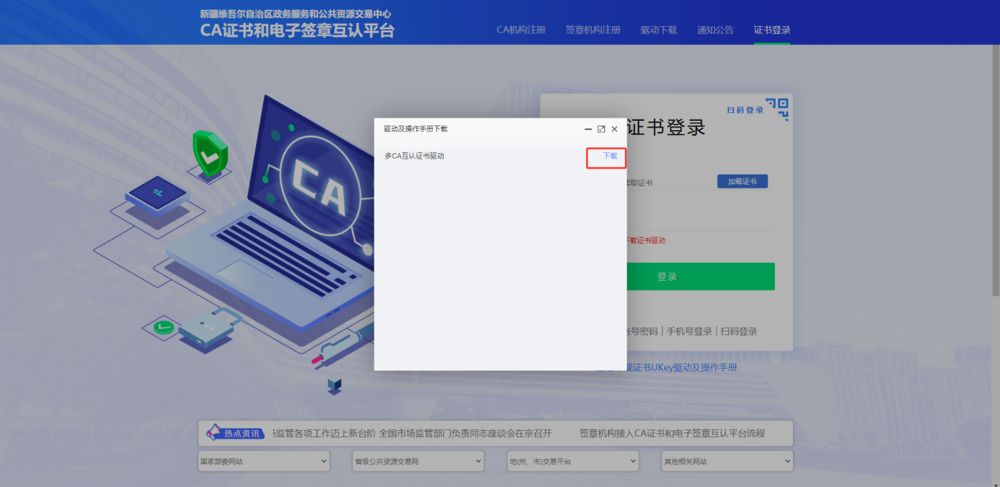 新疆维吾尔自治区政务服务和公共资源交易中心
CA证书和电子签章互认平台
CA机构注册 签章机构注册 驱动下载 通知公告 证书登录
扫码登录
证书登录
驱动及操作手册下载
多CA互认证书驱动 下载
取证书 加载证书
下载证书驱动
登录
号密码 | 手机号登录 | 扫码登录
载证书UKey驱动及操作手册
CA
热点资讯 监管各项工作迈上新台阶 全国市场监管部门负责同志座谈会在京召开 签章机构接入CA证书和电子签章互认平台流程
国家部委网站 省级公共资源交易网 地(州、市)交易平台 其他相关网站